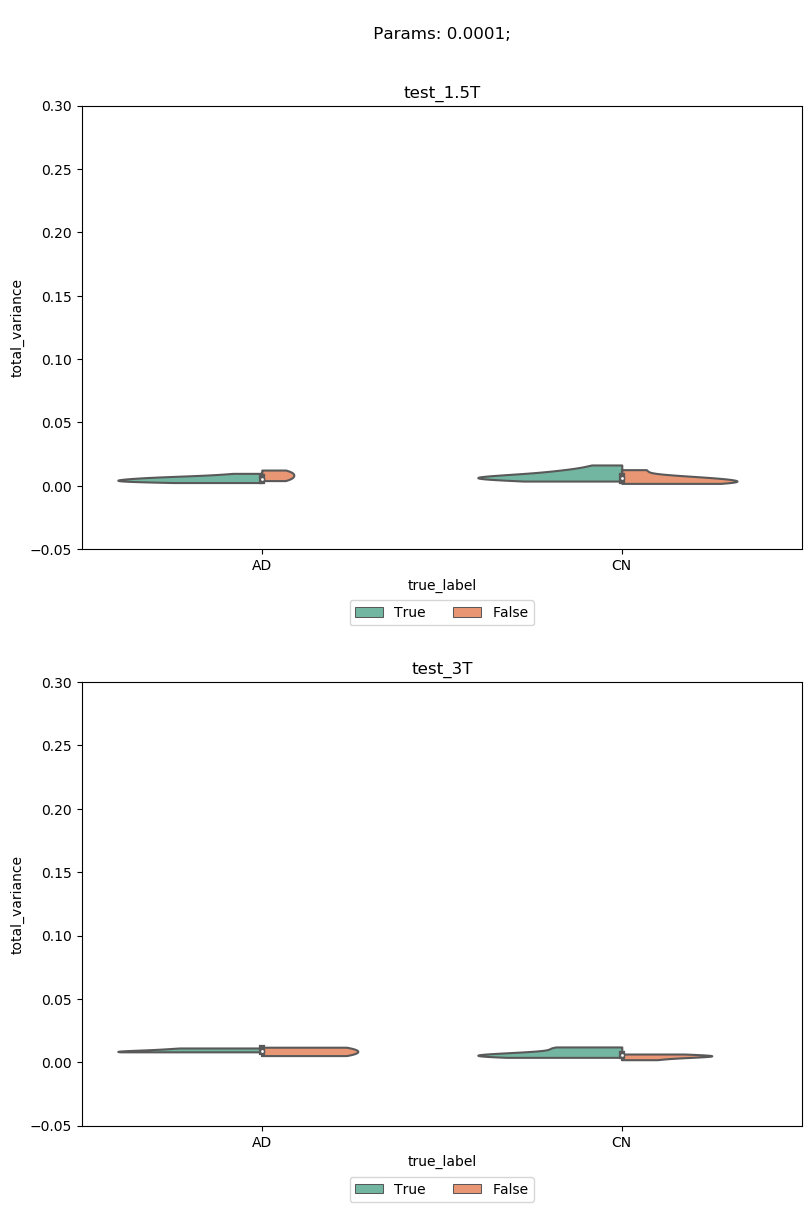 Params: 0.0001;
test_1.5T
0.30
0.25
0.20
0.15
0.10
0.05
0.00
−0.05
total_variance
AD CN
true_label
True False
test_3T
0.30
0.25
0.20
0.15
0.10
0.05
0.00
−0.05
total_variance
AD CN
true_label
True False